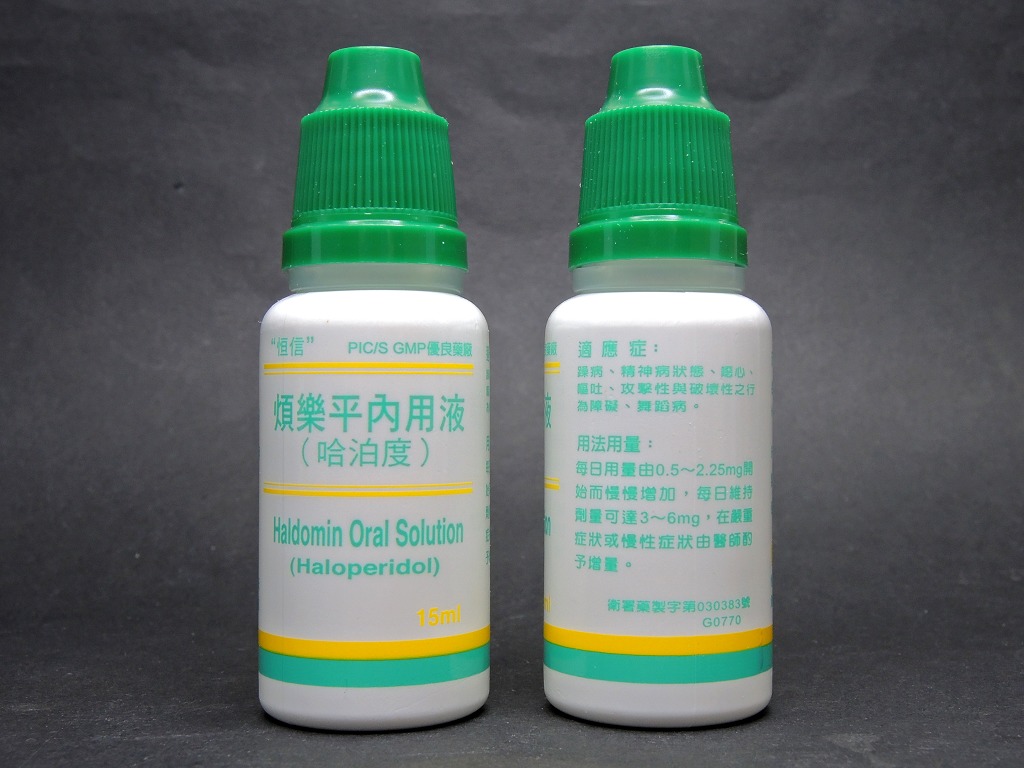 “恒信” PIC/S GMP優良藥廠
煩樂平內用液
（哈泊度）
Haldomin Oral Solution
(Haloperidol)
15ml
適應症：
躁病、精神病狀態、噁心、
嘔吐、攻擊性與破壞性之行
為障礙、舞蹈病。
用法用量：
每日用量由0.5～2.25mg開
始而慢慢增加，每日維持
劑量可達3～6mg，在嚴重
症狀或慢性症狀由醫師酌
予增量。
衛署藥製字第030383號
G0770